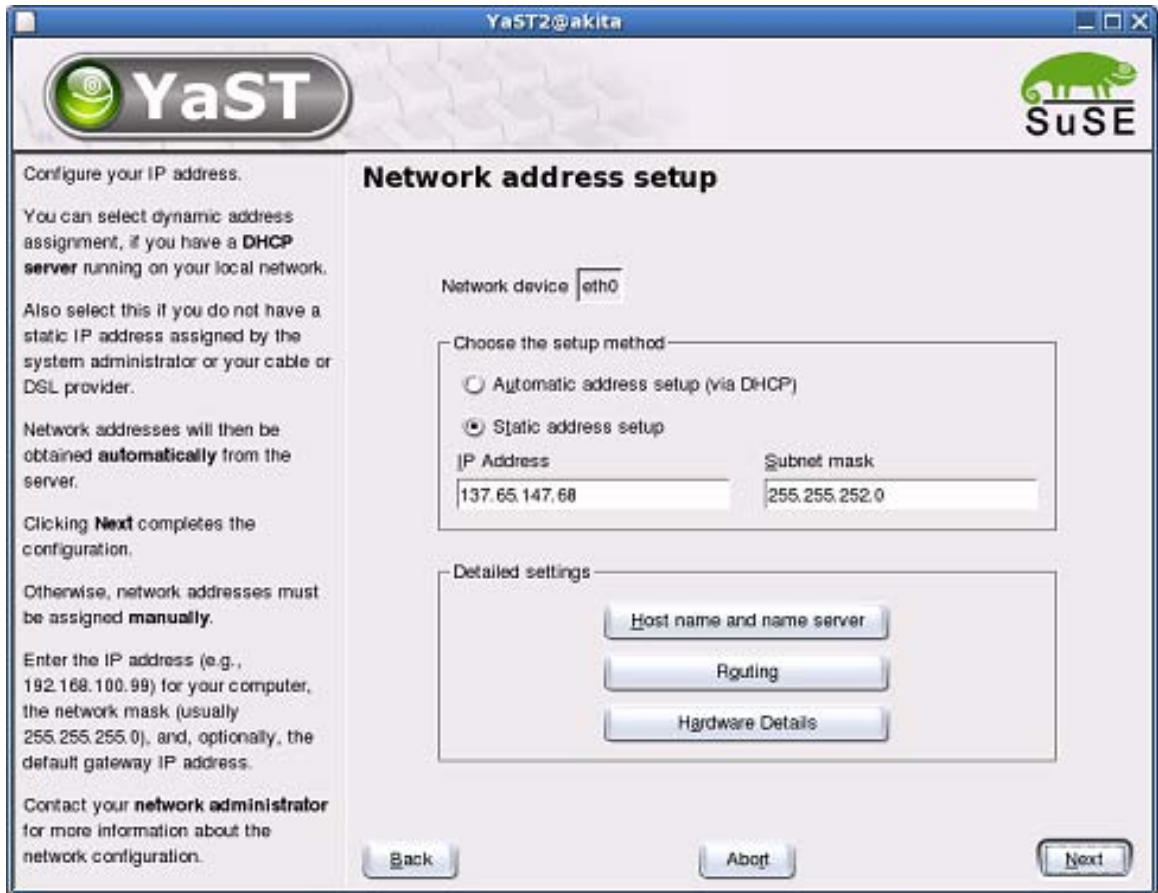 YaST2@akita
YaST
SuSE
Configure your IP address.
You can select dynamic address
assignment, if you have a DHCP
server running on your local network.
Also select this if you do not have a
static IP address assigned by the
system administrator or your cable or
DSL provider.
Network addresses will then be
obtained automatically from the
server.
Clicking Next completes the
configuration.
Otherwise, network addresses must
be assigned manually.
Enter the IP address (e.g.,
192.168.100.99) for your computer,
the network mask (usually
255.255.255.0), and, optionally, the
default gateway IP address.
Contact your network administrator
for more information about the
network configuration.
Network address setup
Network device eth0
Choose the setup method
Automatic address setup (via DHCP)
Static address setup
IP Address Subnet mask
137.65.147.68 255.255.252.0
Detailed settings
Host name and name server
Routing
Hardware Details
Back Abort Next